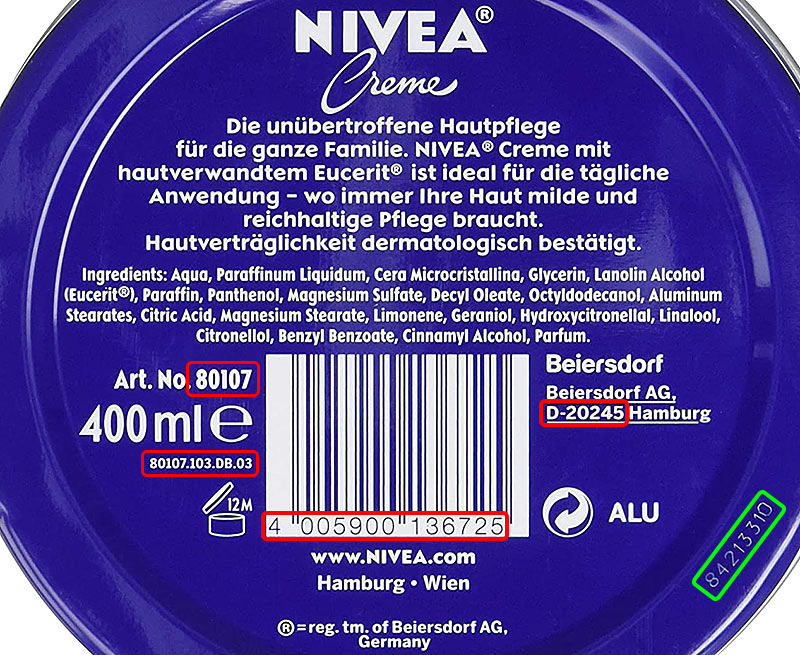 NIVEA®
Creme
Die unübertroffene Hautpflege
für die ganze Familie. NIVEA® Creme mit
hautverwandtem Eucerit® ist ideal für die tägliche
Anwendung – wo immer Ihre Haut milde und
reichhaltige Pflege braucht.
Hautverträglichkeit dermatologisch bestätigt.
Ingredients: Aqua, Paraffinum Liquidum, Cera Microcristallina, Glycerin, Lanolin Alcohol
(Eucerit®), Paraffin, Panthenol, Magnesium Sulfate, Decyl Oleate, Octyldodecanol, Aluminum
Stearates, Citric Acid, Magnesium Stearate, Limonene, Geraniol, Hydroxycitronellal, Linalool,
Citronellol, Benzyl Benzoate, Cinnamyl Alcohol, Parfum.
Art. No. 80107
400 ml ℮
80107.103.DB.03
12M
4 005900 136725
Beiersdorf
Beiersdorf AG,
D-20245 Hamburg
ALU
84213310
www.NIVEA.com
Hamburg • Wien
®=reg. tm. of Beiersdorf AG,
Germany